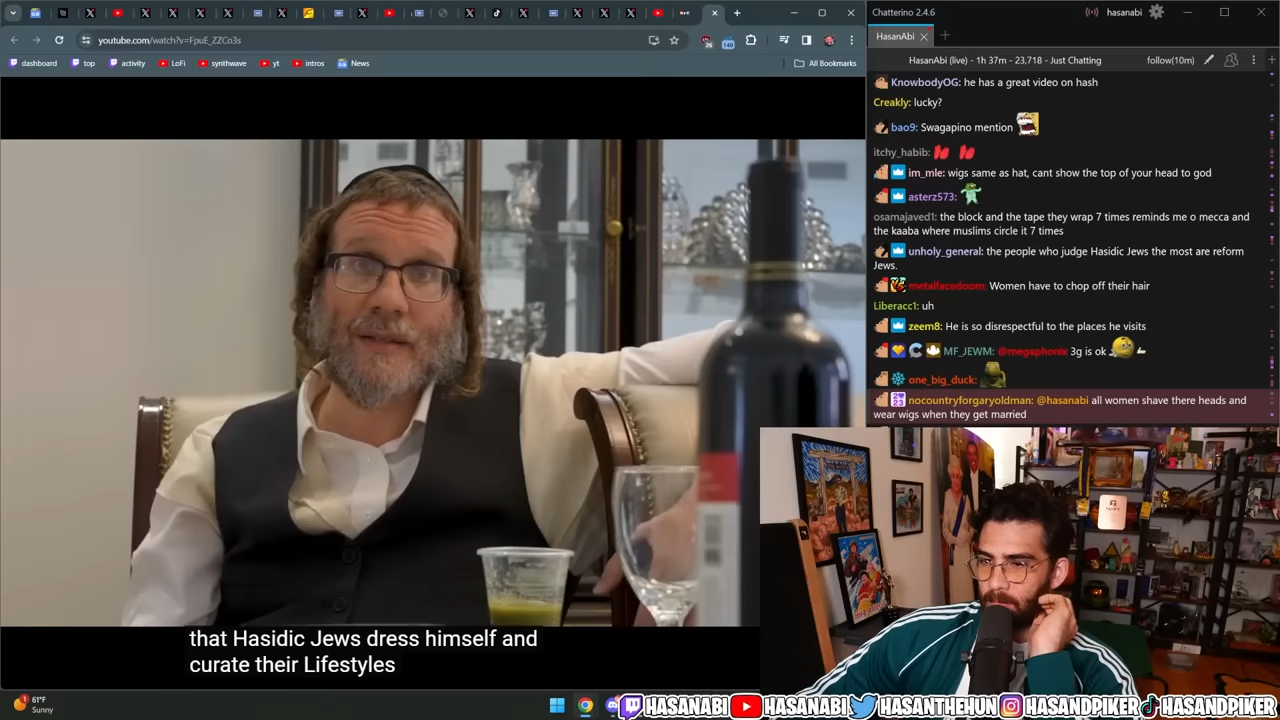 youtube.com/watch?v=FpuE_ZZCo3s
dashboard
top
activity
LoFi
synthwave
yt
intros
News
All Bookmarks
that Hasidic Jews dress himself and
curate their Lifestyles
61°F
Sunny
Chatterino 2.4.6
hasanabi
HasanAbi
HasanAbi (live) - 1h 37m - 23,718 - Just Chatting
follow(10m)
KnowbodyOG: he has a great video on hash
Creakly: lucky?
bao9: Swagapino mention
itchy_habib:
im_mle: wigs same as hat, cant show the top of your head to god
asterz573:
osamajaved1: the block and the tape they wrap 7 times reminds me o mecca and
the kaaba where muslims circle it 7 times
unholy_general: the people who judge Hasidic Jews the most are reform
Jews.
metalfacedoom: Women have to chop off their hair
Liberacc1: uh
zeem8: He is so disrespectful to the places he visits
MF_JEWM: @megaphonix 3g is ok
one_big_duck:
nocountryforgaryoldman: @hasanabi all women shave there heads and
wear wigs when they get married
HASANABI HASANABI HASANTHEHUN HASANDPIKER HASANDPIKER